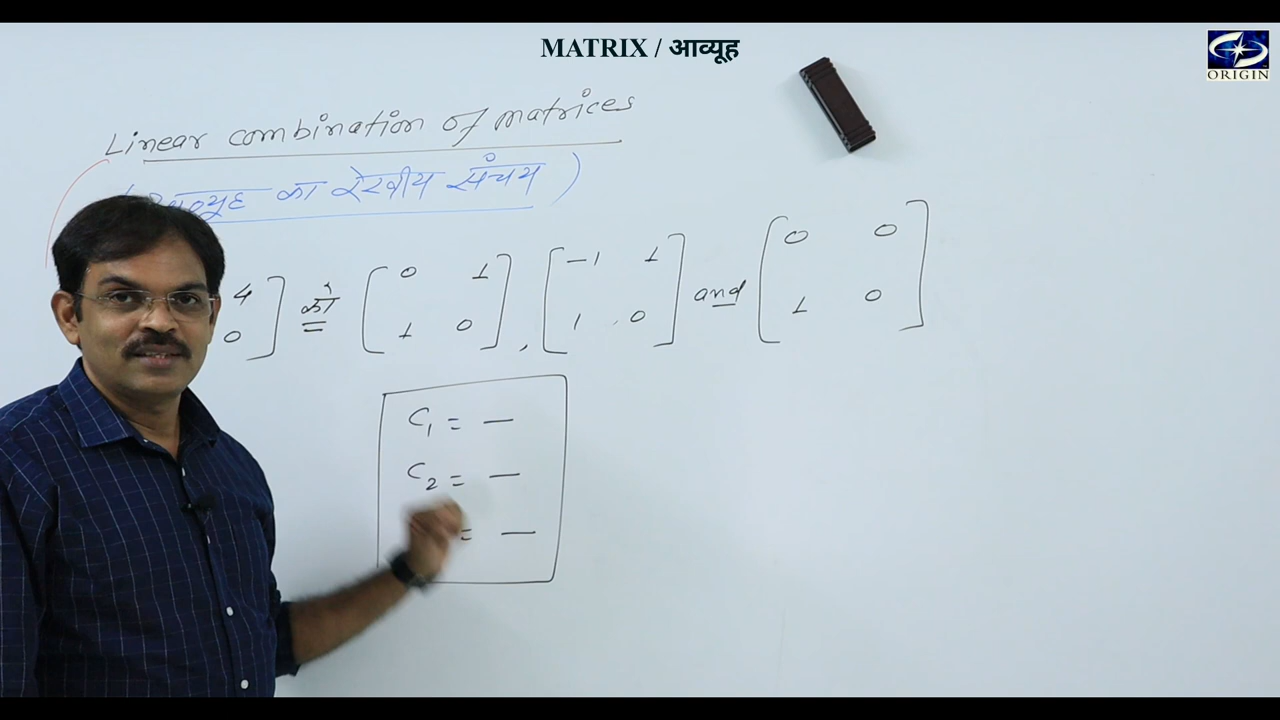 MATRIX / आव्यूह
ORIGIN
Linear combination of matrices
का रेखीय संचय )
4 0 ] को [ 0 1 1 0 ] , [ -1 1 1 0 ] and [ 0 0 1 0 ]
C₁ = —
C₂ = —
= —